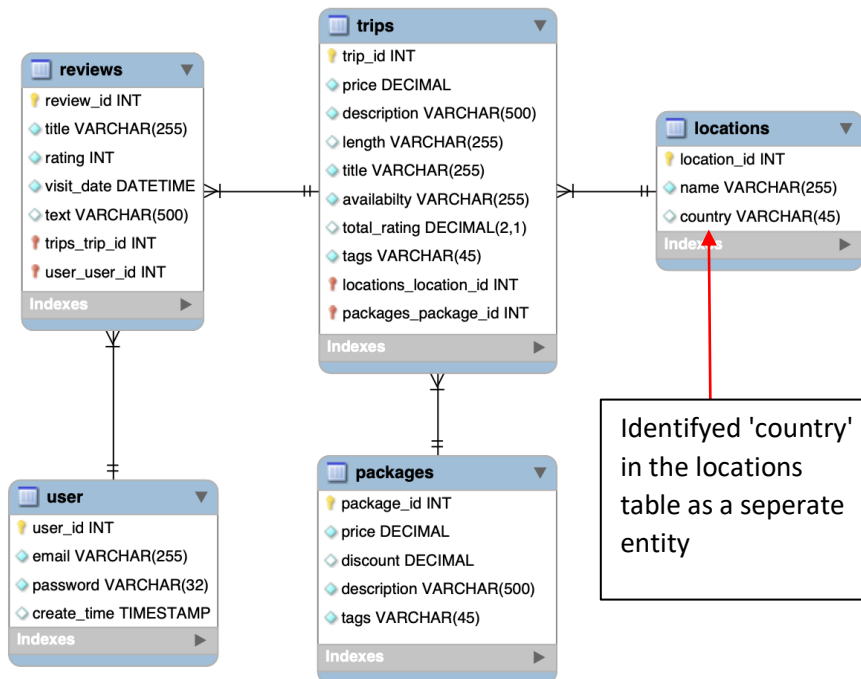 reviews
review_id INT
title VARCHAR(255)
rating INT
visit_date DATETIME
text VARCHAR(500)
trips_trip_id INT
user_user_id INT
Indexes
trips
trip_id INT
price DECIMAL
description VARCHAR(500)
length VARCHAR(255)
title VARCHAR(255)
availabilty VARCHAR(255)
total_rating DECIMAL(2,1)
tags VARCHAR(45)
locations_location_id INT
packages_package_id INT
Indexes
locations
location_id INT
name VARCHAR(255)
country VARCHAR(45)
Indexes
user
user_id INT
email VARCHAR(255)
password VARCHAR(32)
create_time TIMESTAMP
Indexes
packages
package_id INT
price DECIMAL
discount DECIMAL
description VARCHAR(500)
tags VARCHAR(45)
Indexes
Identifyed 'country'
in the locations
table as a seperate
entity